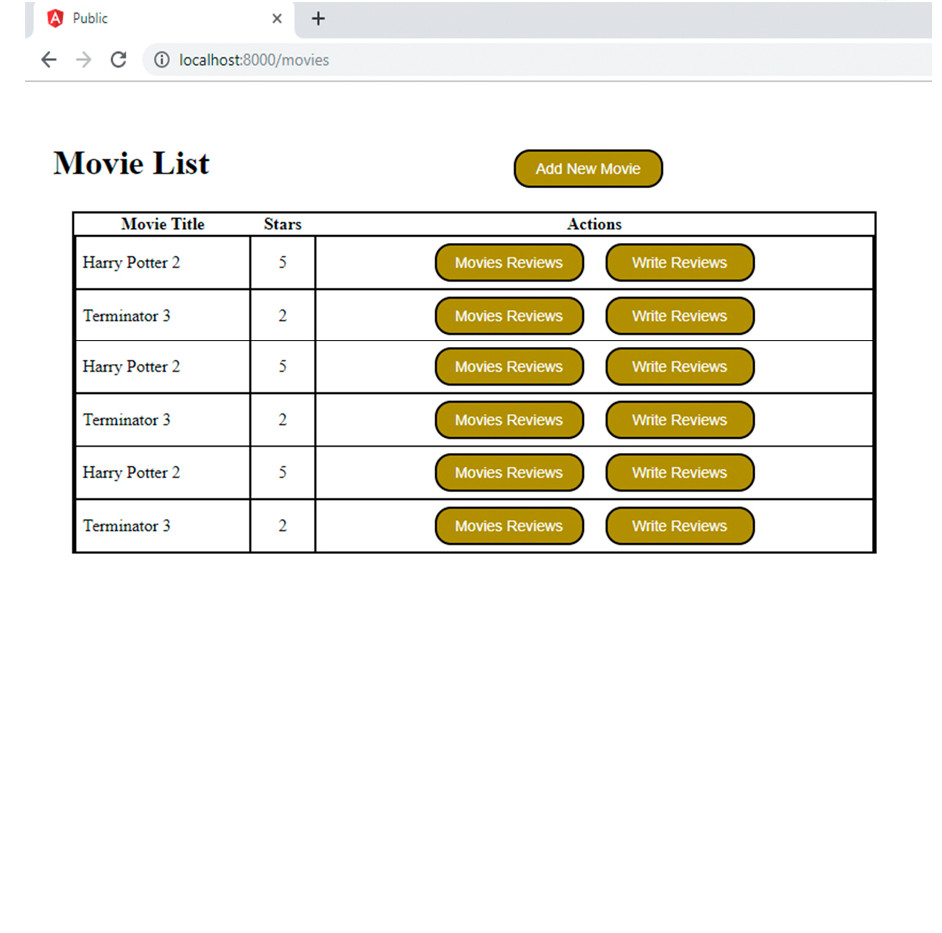 Public
localhost:8000/movies
Movie List Add New Movie
Movie Title Stars Actions
Harry Potter 2 5 Movies Reviews Write Reviews
Terminator 3 2 Movies Reviews Write Reviews
Harry Potter 2 5 Movies Reviews Write Reviews
Terminator 3 2 Movies Reviews Write Reviews
Harry Potter 2 5 Movies Reviews Write Reviews
Terminator 3 2 Movies Reviews Write Reviews